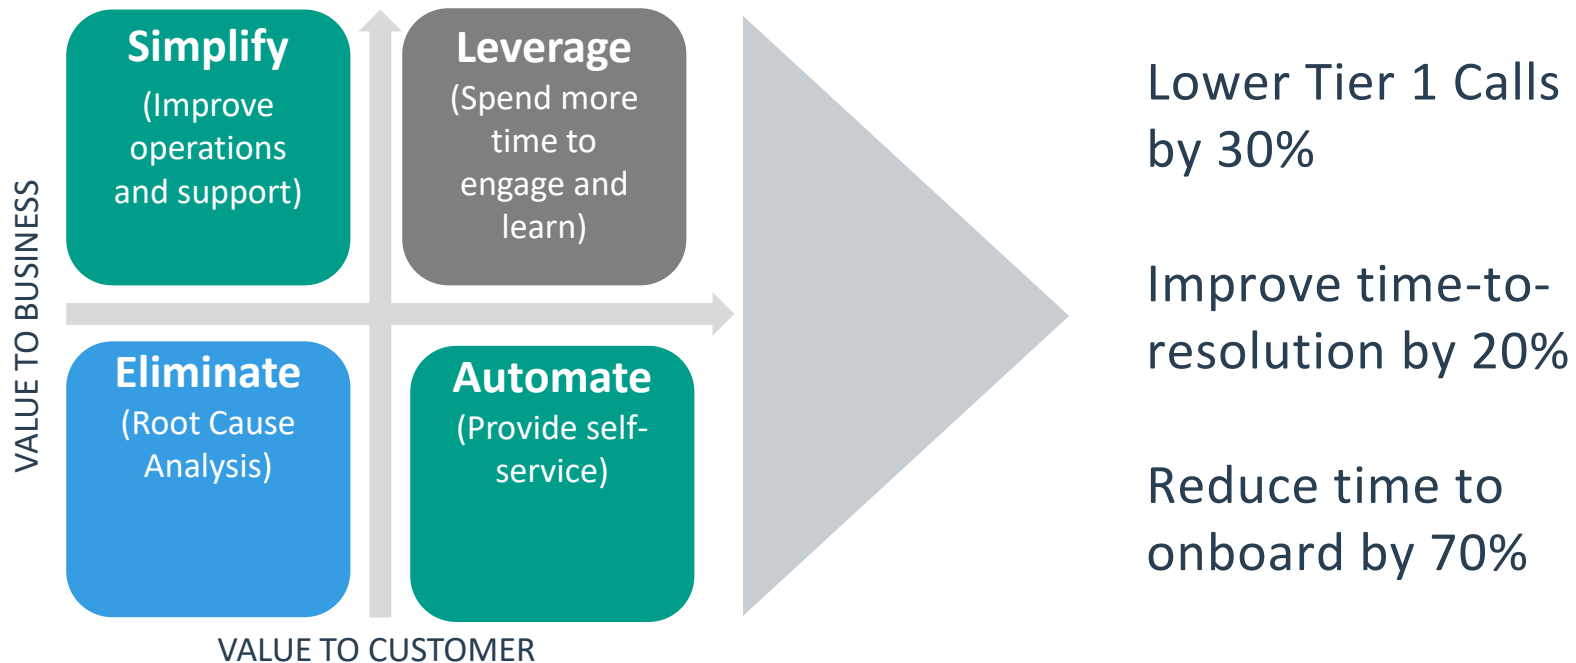 VALUE TO BUSINESS
Simplify
(Improve
operations
and support)
Leverage
(Spend more
time to
engage and
learn)
Eliminate
(Root Cause
Analysis)
Automate
(Provide self-
service)
VALUE TO CUSTOMER
Lower Tier 1 Calls
by 30%
Improve time-to-
resolution by 20%
Reduce time to
onboard by 70%